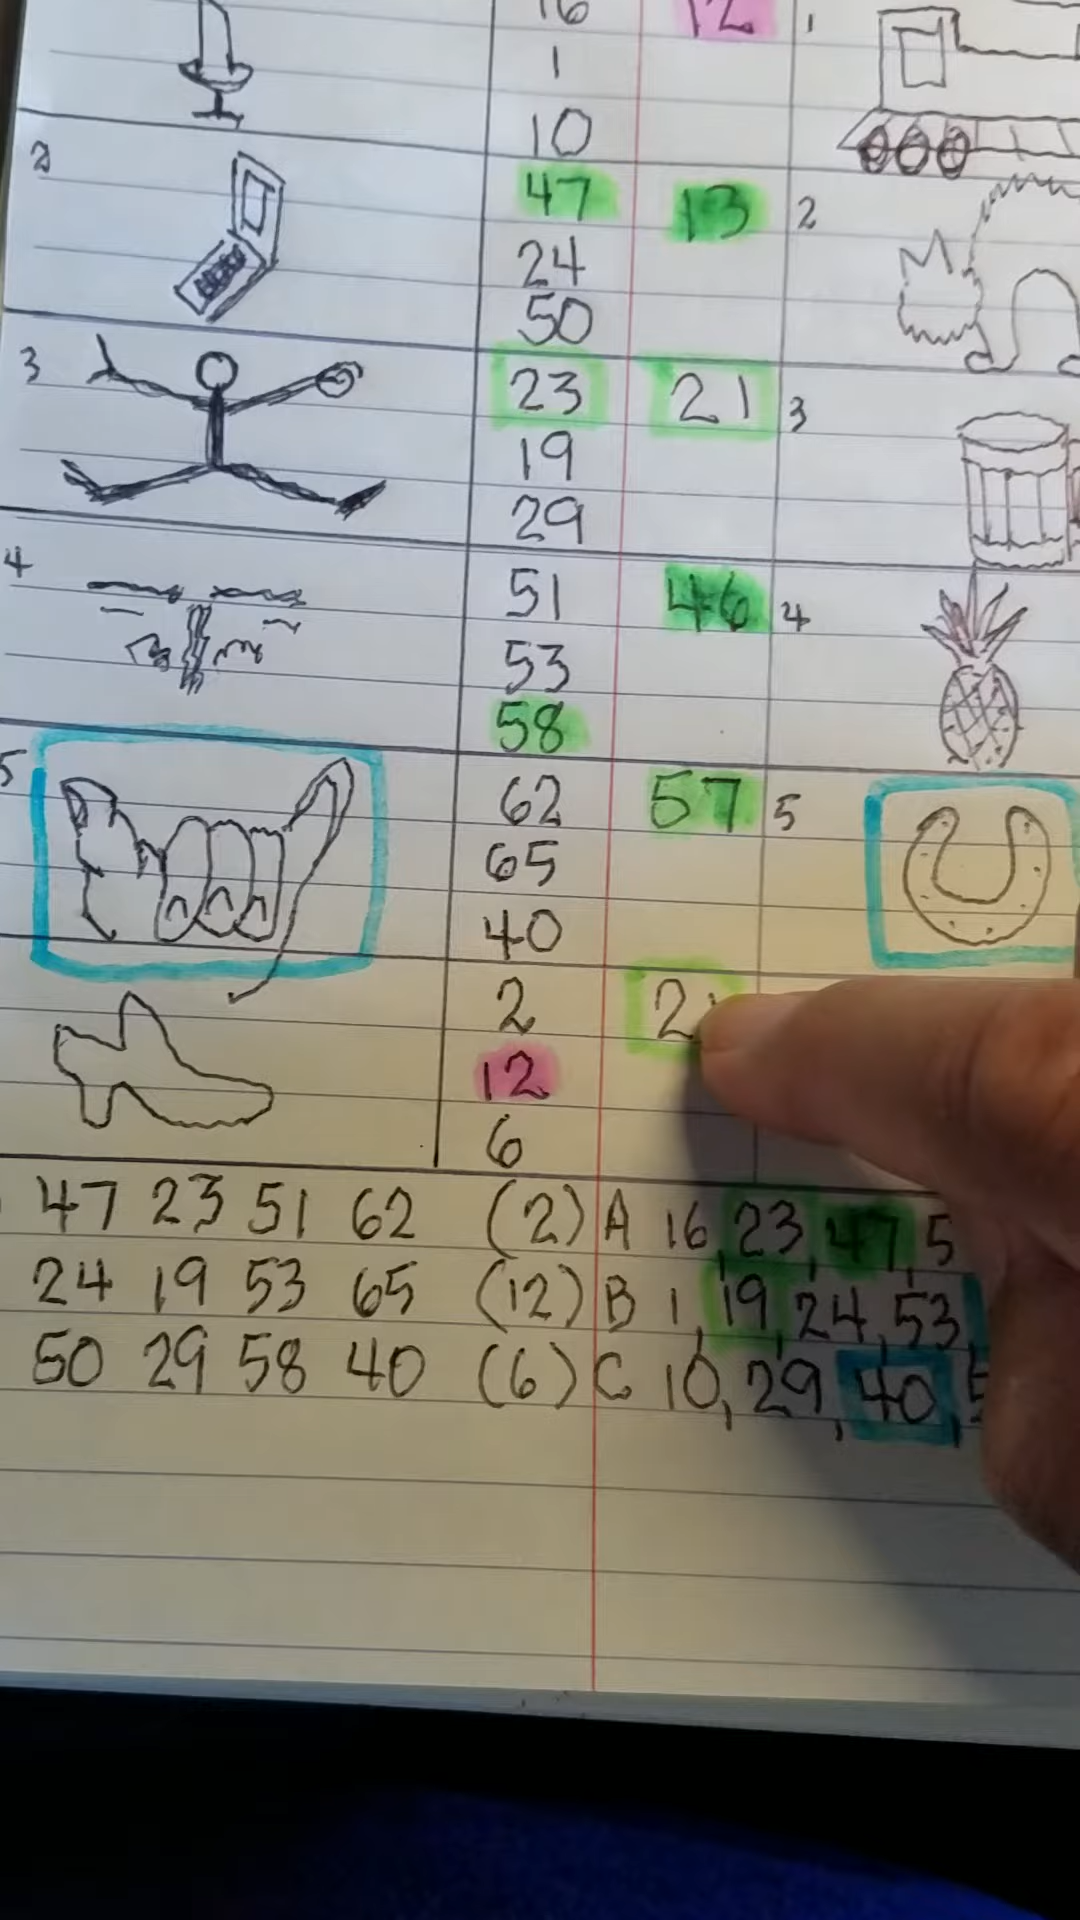 16 12 1
1
10
2 47 13 2
24
50
3 23 21 3
19
29
4 51 46 4
53
58
5 62 57 5
65
40
2
12
6
47 23 51 62 (2) A 16, 23, 47, 5
24 19 53 65 (12) B 1, 19, 24, 53,
50 29 58 40 (6) C 10, 29, 40,